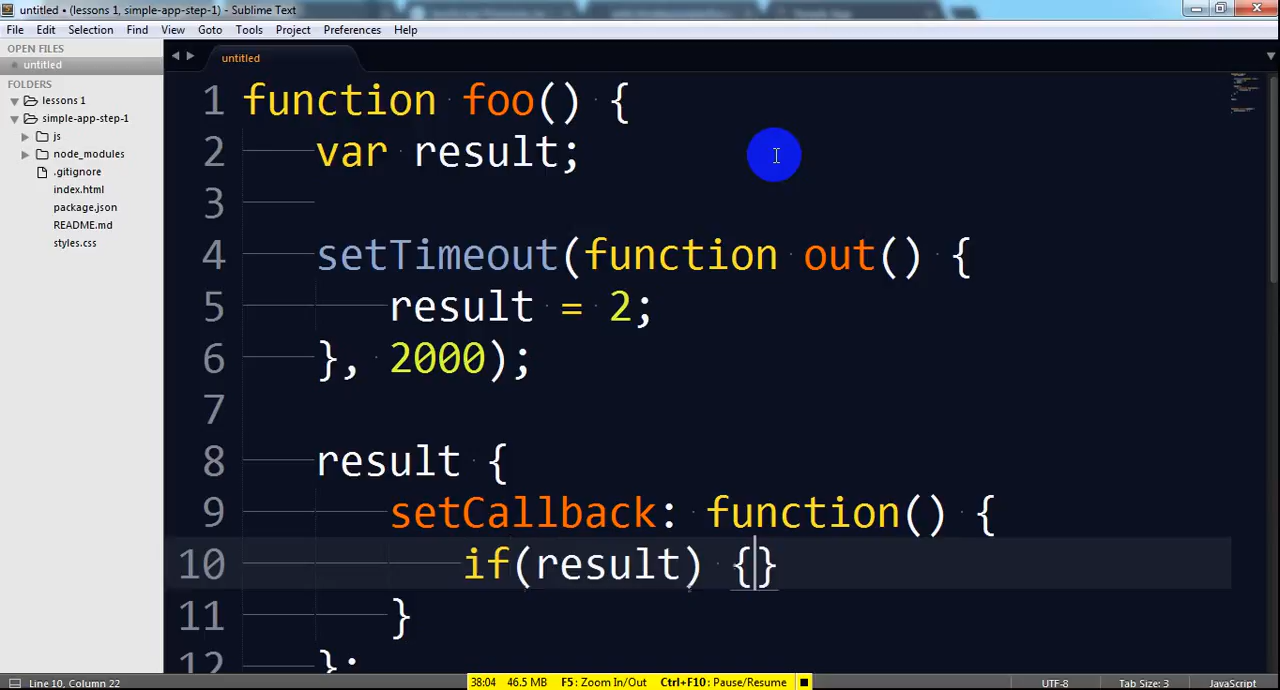 untitled • (lessons 1, simple-app-step-1) - Sublime Text
File Edit Selection Find View Goto Tools Project Preferences Help
OPEN FILES
untitled
FOLDERS
lessons 1
simple-app-step-1
js
node_modules
.gitignore
index.html
package.json
README.md
styles.css
untitled
1 function foo() {
2 var result;
3
4 setTimeout(function out() {
5 result = 2;
6 }, 2000);
7
8 result {
9 setCallback: function() {
10 if(result) {}
11 }
12 };
Line 10, Column 22
38:04 46.5 MB F5: Zoom In/Out Ctrl+F10: Pause/Resume
UTF-8 Tab Size: 3 JavaScript